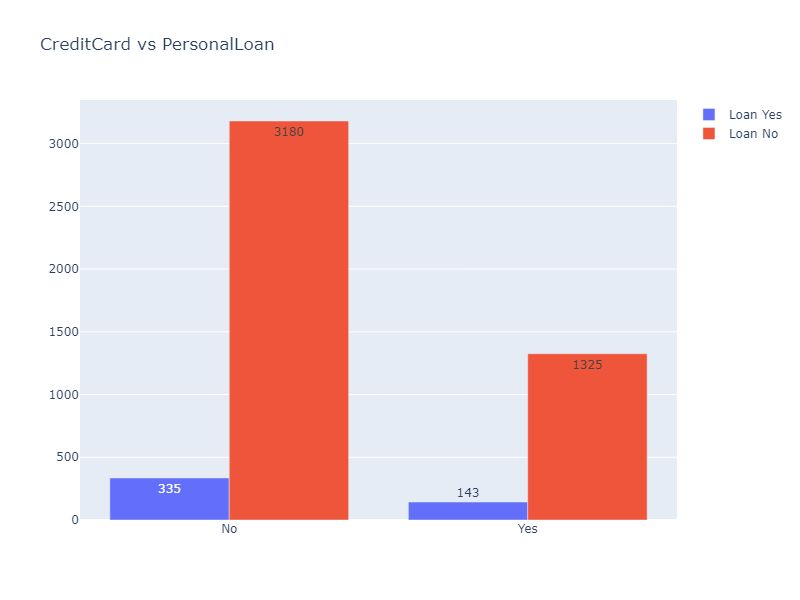 CreditCard vs PersonalLoan
Loan Yes
Loan No
3000
2500
2000
1500
1000
500
0
3180
1325
335
143
No
Yes